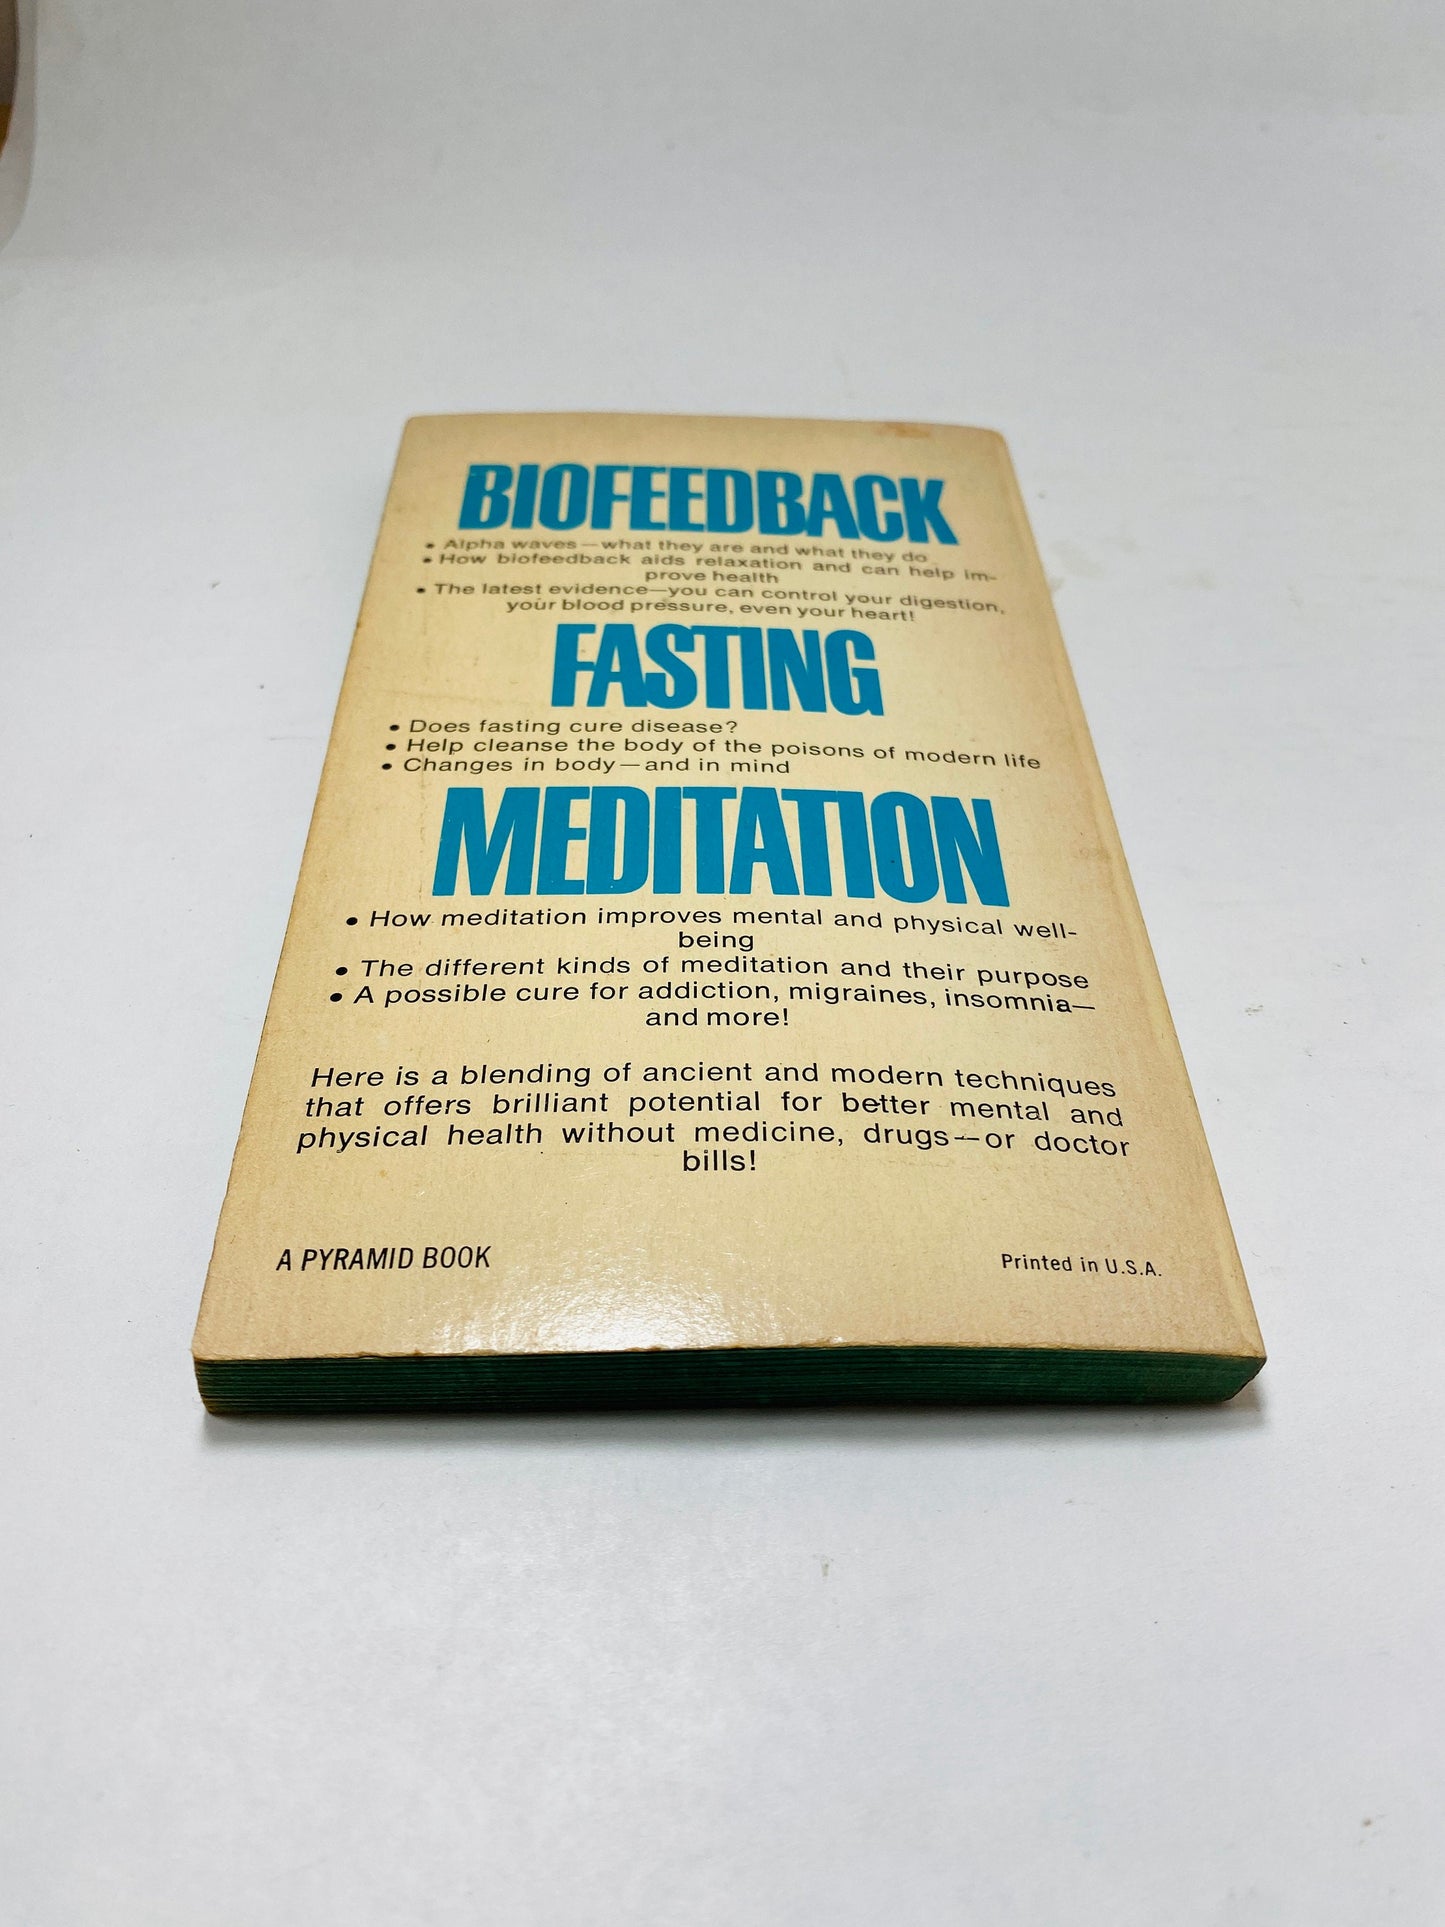 BIOFEEDBACK
• Alpha waves—what they are and what they do
• How biofeedback aids relaxation and can help im-
prove health
• The latest evidence—you can control your digestion,
your blood pressure, even your heart!
FASTING
• Does fasting cure disease?
• Help cleanse the body of the poisons of modern life
• Changes in body—and in mind
MEDITATION
• How meditation improves mental and physical well-
being
• The different kinds of meditation and their purpose
• A possible cure for addiction, migraines, insomnia—
and more!
Here is a blending of ancient and modern techniques
that offers brilliant potential for better mental and
physical health without medicine, drugs—or doctor
bills!
A PYRAMID BOOK
Printed in U.S.A.